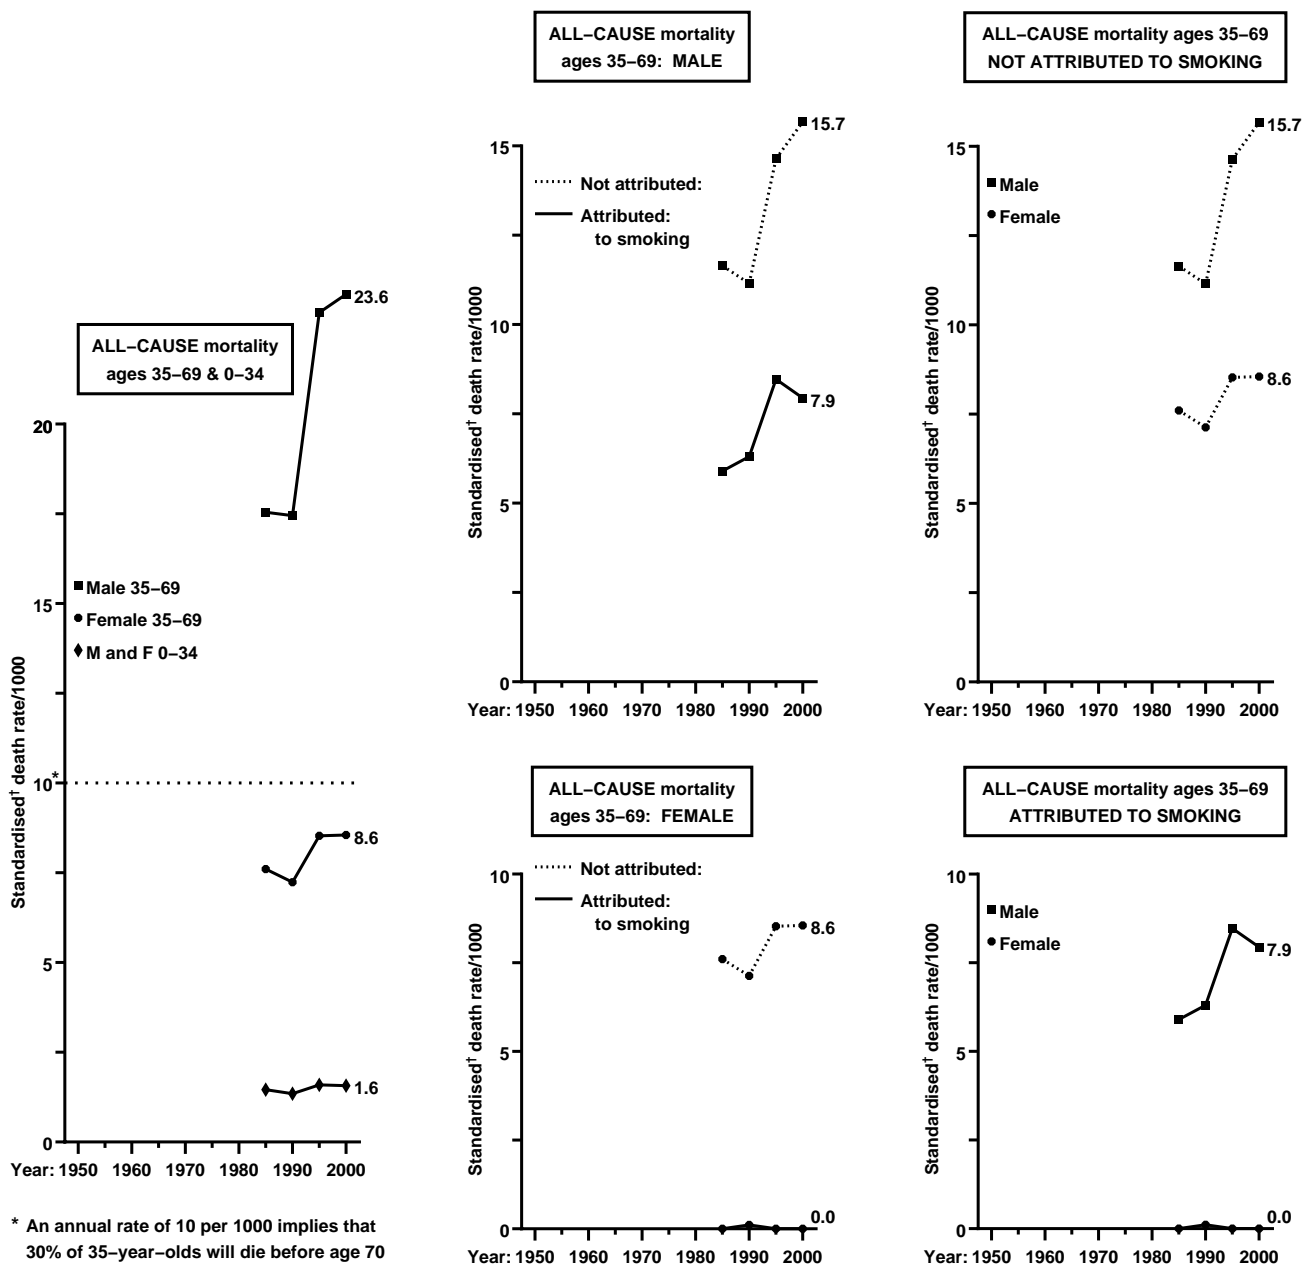 ALL–CAUSE mortality
ages 35–69 & 0–34
23.6
20
15
10*
5
0
Male 35–69
Female 35–69
M and F 0–34
8.6
1.6
Standardised† death rate/1000
Year: 1950 1960 1970 1980 1990 2000
* An annual rate of 10 per 1000 implies that
30% of 35–year–olds will die before age 70
ALL–CAUSE mortality
ages 35–69: MALE
15.7
15
10
5
0
Not attributed:
Attributed:
to smoking
7.9
Standardised† death rate/1000
Year: 1950 1960 1970 1980 1990 2000
ALL–CAUSE mortality ages 35–69
NOT ATTRIBUTED TO SMOKING
15.7
15
10
5
0
Male
Female
8.6
Standardised† death rate/1000
Year: 1950 1960 1970 1980 1990 2000
ALL–CAUSE mortality
ages 35–69: FEMALE
Not attributed:
Attributed:
to smoking
10
5
0
8.6
0.0
Standardised† death rate/1000
Year: 1950 1960 1970 1980 1990 2000
ALL–CAUSE mortality ages 35–69
ATTRIBUTED TO SMOKING
10
5
0
Male
Female
7.9
0.0
Standardised† death rate/1000
Year: 1950 1960 1970 1980 1990 2000